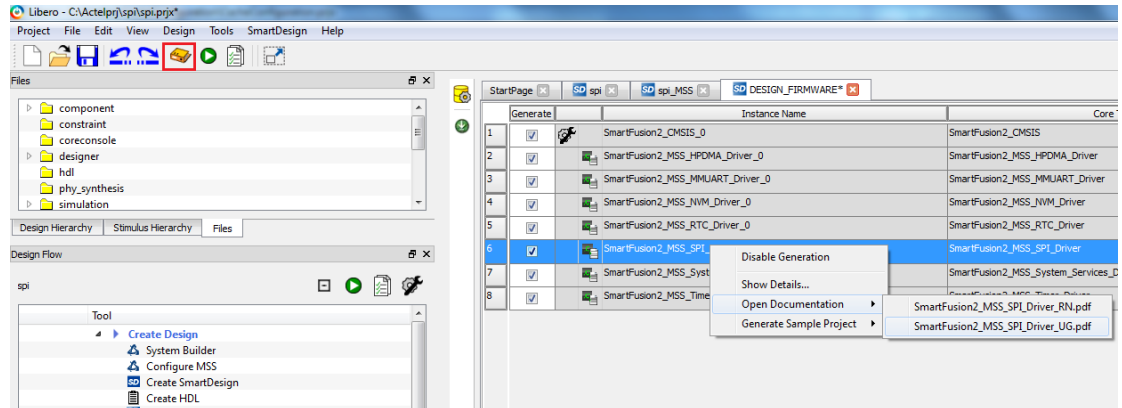 Libero - C:\Actelprj\spi\spi.prjx*
Project File Edit View Design Tools SmartDesign Help
Files
component
constraint
coreconsole
designer
hdl
phy_synthesis
simulation
Design Hierarchy Stimulus Hierarchy Files
Design Flow
spi
Tool
Create Design
System Builder
Configure MSS
SD Create SmartDesign
Create HDL
StartPage SD spi SD spi_MSS SD DESIGN_FIRMWARE*
Generate Instance Name Core
1 SmartFusion2_CMSIS_0 SmartFusion2_CMSIS
2 SmartFusion2_MSS_HPDMA_Driver_0 SmartFusion2_MSS_HPDMA_Driver
3 SmartFusion2_MSS_MMUART_Driver_0 SmartFusion2_MSS_MMUART_Driver
4 SmartFusion2_MSS_NVM_Driver_0 SmartFusion2_MSS_NVM_Driver
5 SmartFusion2_MSS_RTC_Driver_0 SmartFusion2_MSS_RTC_Driver
6 SmartFusion2_MSS_SPI_ SmartFusion2_MSS_SPI_Driver
7 SmartFusion2_MSS_Syst SmartFusion2_MSS_System_Services_D
8 SmartFusion2_MSS_Time
Disable Generation
Show Details...
Open Documentation
Generate Sample Project
SmartFusion2_MSS_SPI_Driver_RN.pdf
SmartFusion2_MSS_SPI_Driver_UG.pdf